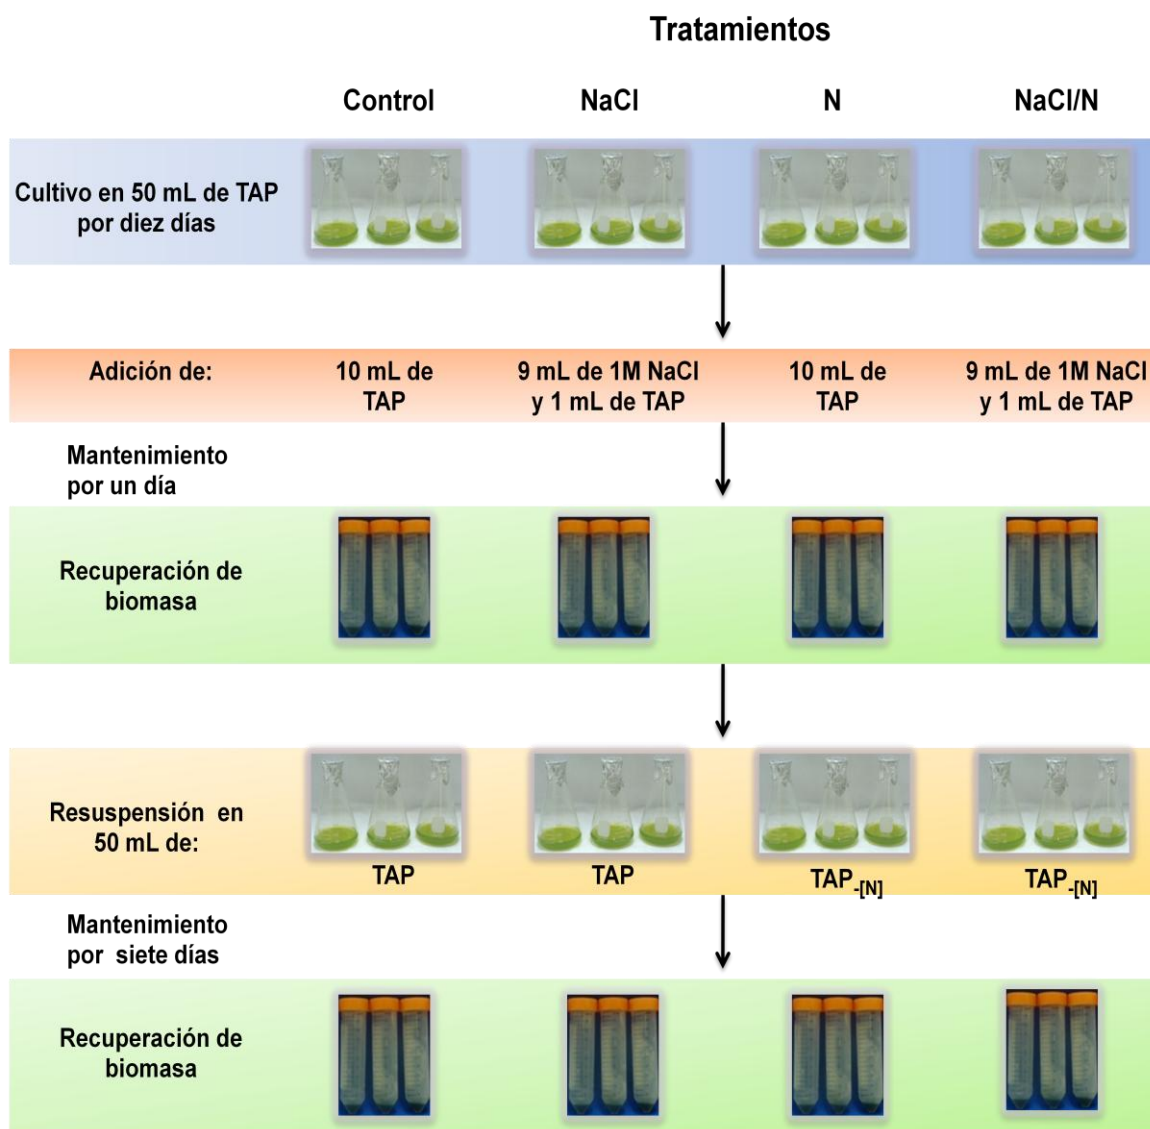 Tratamientos
Control NaCl N NaCl/N
Cultivo en 50 mL de TAP
por diez días
Adición de:
10 mL de
TAP
9 mL de 1M NaCl
y 1 mL de TAP
10 mL de
TAP
9 mL de 1M NaCl
y 1 mL de TAP
Mantenimiento
por un día
Recuperación de
biomasa
Resuspensión en
50 mL de:
TAP TAP TAP-[N] TAP-[N]
Mantenimiento
por siete días
Recuperación de
biomasa